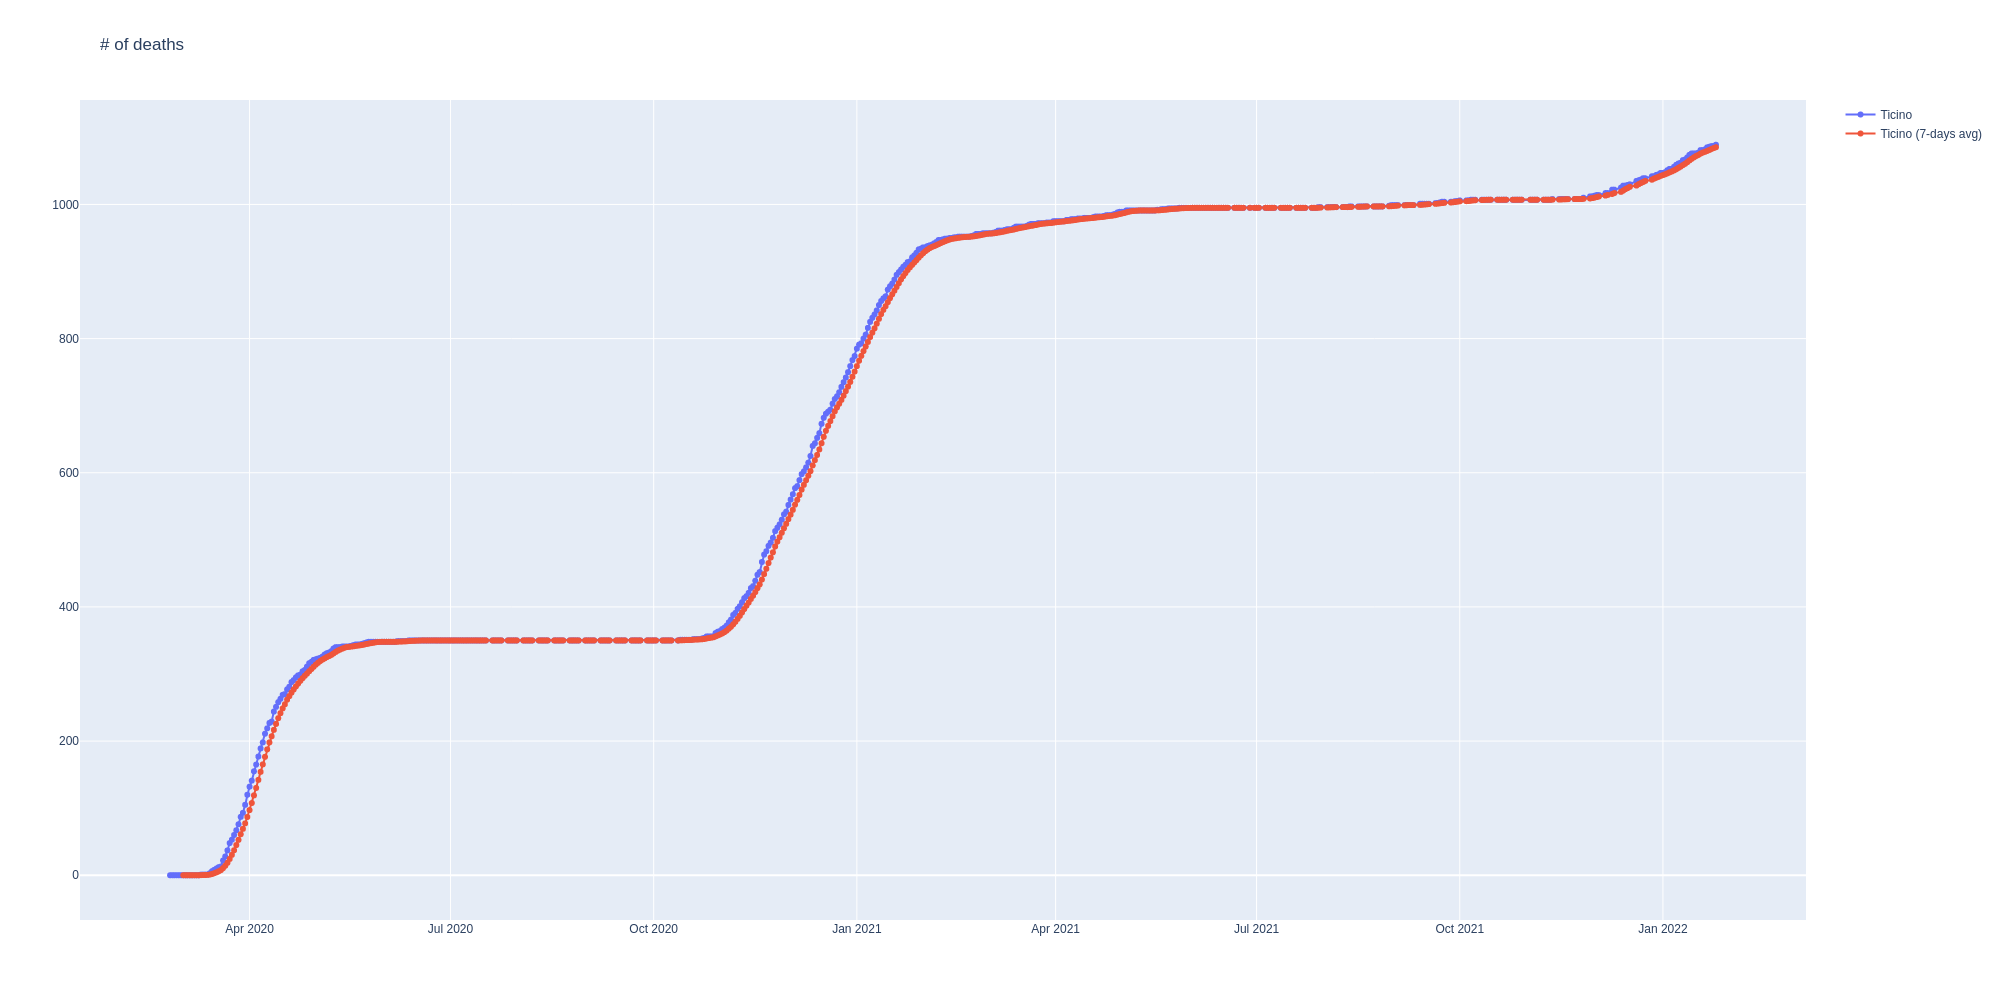 # of deaths
Ticino
Ticino (7-days avg)
1000
800
600
400
200
0
Apr 2020
Jul 2020
Oct 2020
Jan 2021
Apr 2021
Jul 2021
Oct 2021
Jan 2022